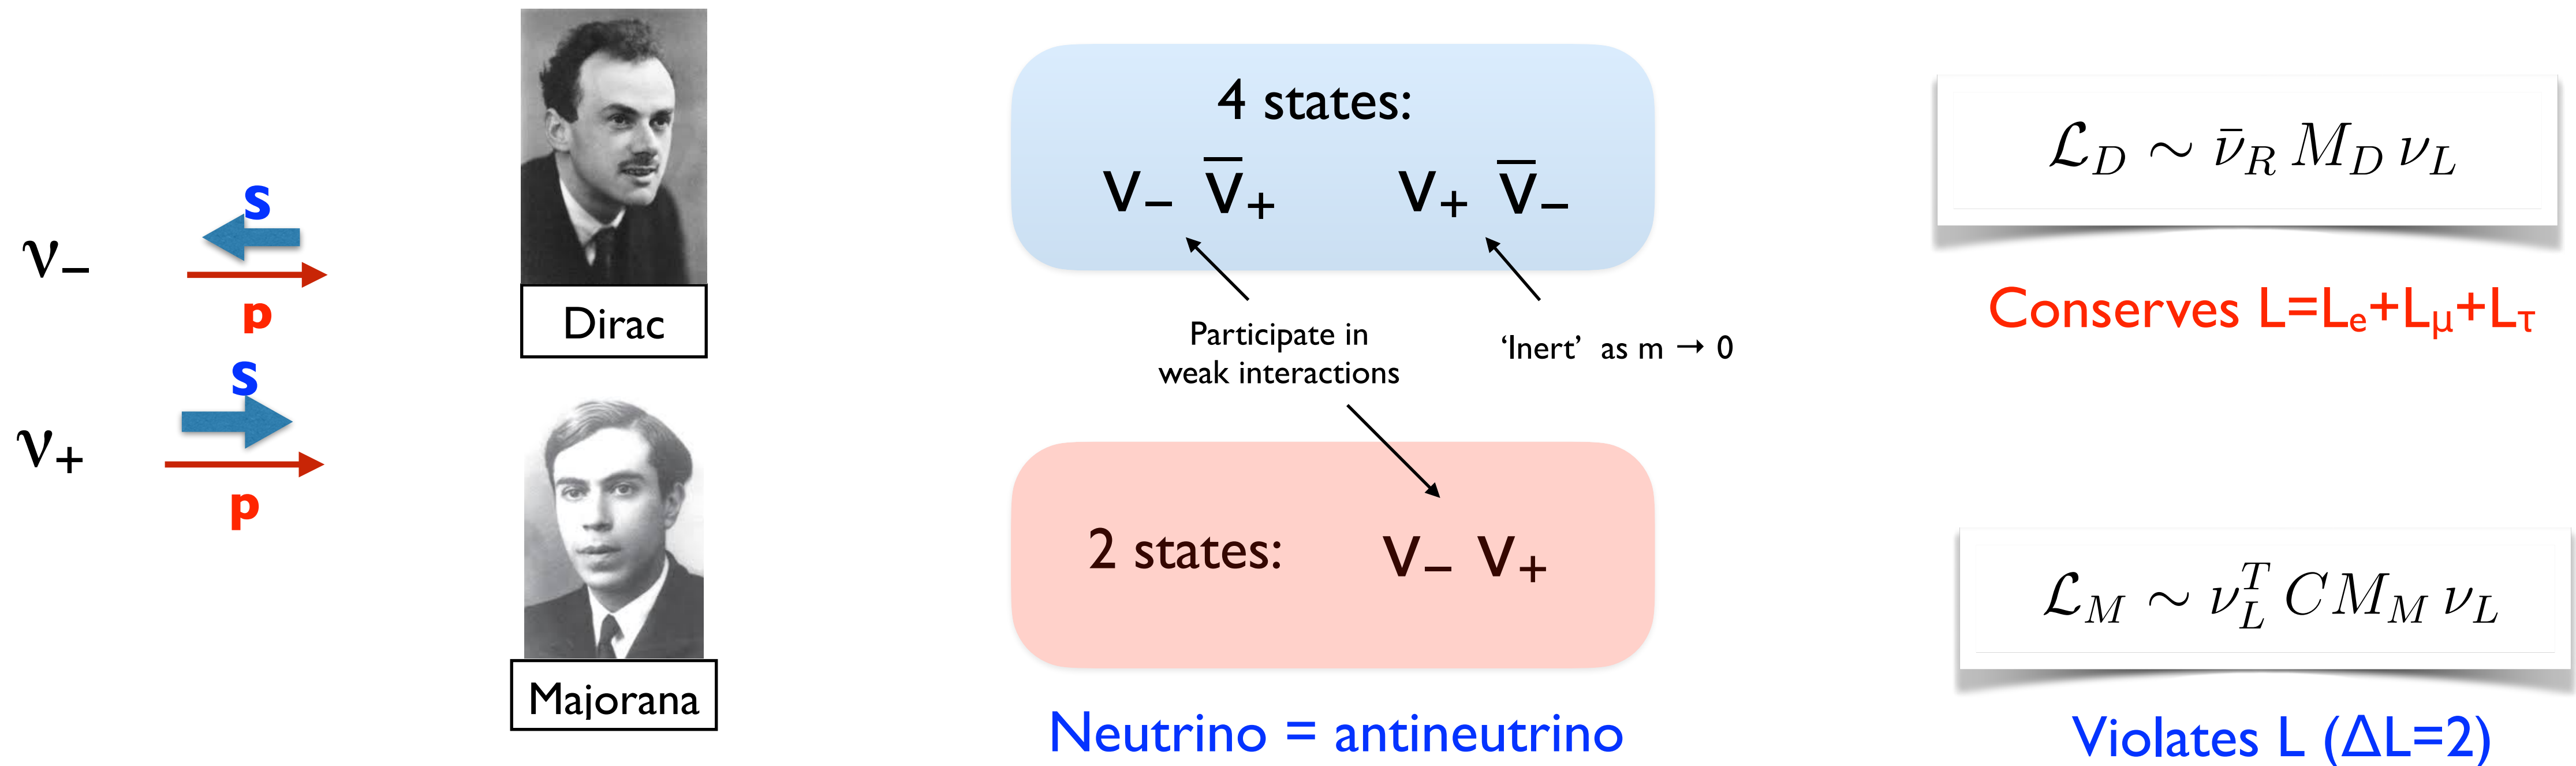 S
ν₋
p
S
ν₊
p
Dirac
Majorana
4 states:
ν₋ ν̅₊ ν₊ ν̅₋
Participate in
weak interactions
‘Inert’ as m → 0
2 states: ν₋ ν₊
Neutrino = antineutrino
ℒ_D ∼ ν̄_R M_D ν_L
Conserves L=Lₑ+L_μ+L_τ
ℒ_M ∼ ν_L^T C M_M ν_L
Violates L (ΔL=2)